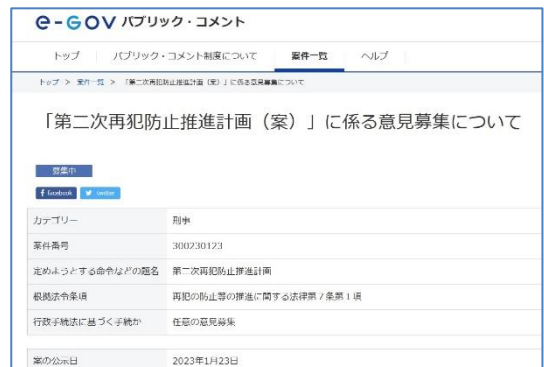 e-GOV パブリック・コメント
トップ パブリック・コメント制度について 案件一覧 ヘルプ
トップ > 案件一覧 > 「第二次再犯防止推進計画（案）」に係る意見募集について
「第二次再犯防止推進計画（案）」に係る意見募集について
募集中
facebook twitter
カテゴリー 刑事
案件番号 300230123
定めようとする命令などの題名 第二次再犯防止推進計画
根拠法令条項 再犯の防止等の推進に関する法律第7条第1項
行政手続法に基づく手続か 任意の意見募集
案の公示日 2023年1月23日